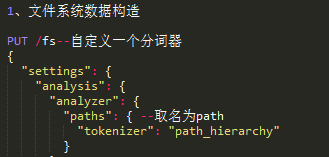 1、文件系统数据构造
PUT /fs--自定义一个分词器
{
  "settings": {
    "analysis": {
      "analyzer": {
        "paths": { --取名为path
          "tokenizer": "path_hierarchy"
        }